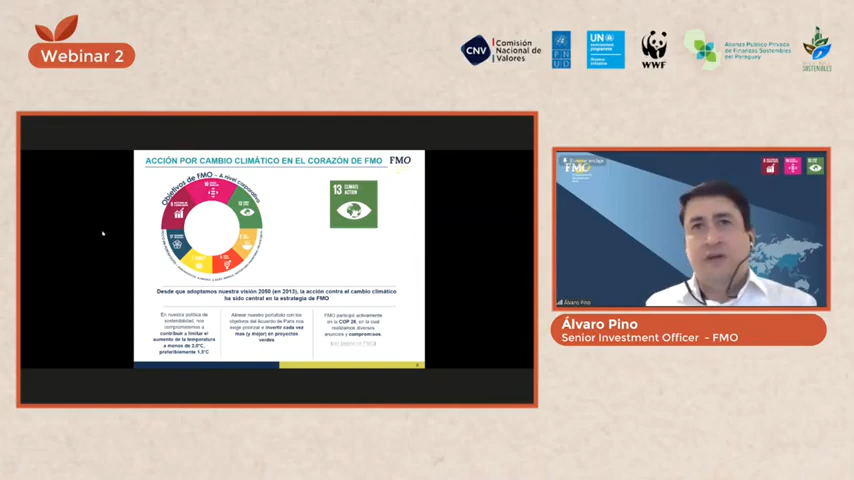 Webinar 2
CNV
Comisión
Nacional de
Valores
P N
U D
UN
WWF
Alianza Público Privada
de Finanzas Sostenibles
del Paraguay
SOSTENIBLES
ACCIÓN POR CAMBIO CLIMÁTICO EN EL CORAZÓN DE FMO
FMO
Objetivos de FMO - A nivel corporativo
13 CLIMATE
ACTION
Desde que adoptamos nuestra visión 2050 (en 2013), la acción contra el cambio climático
ha sido central en la estrategia de FMO
En nuestra política de
sostenibilidad, nos
comprometemos a
contribuir a limitar el
aumento de la temperatura
a menos de 2.0°C,
preferiblemente 1.5°C
Alinear nuestro portafolio con los
objetivos del Acuerdo de París nos
exige priorizar e invertir cada vez
mas (y mejor) en proyectos
verdes
FMO participó activamente
en la COP 26, en la cual
realizamos diversos
anuncios y compromisos.
FMO
Álvaro Pino
Álvaro Pino
Senior Investment Officer - FMO